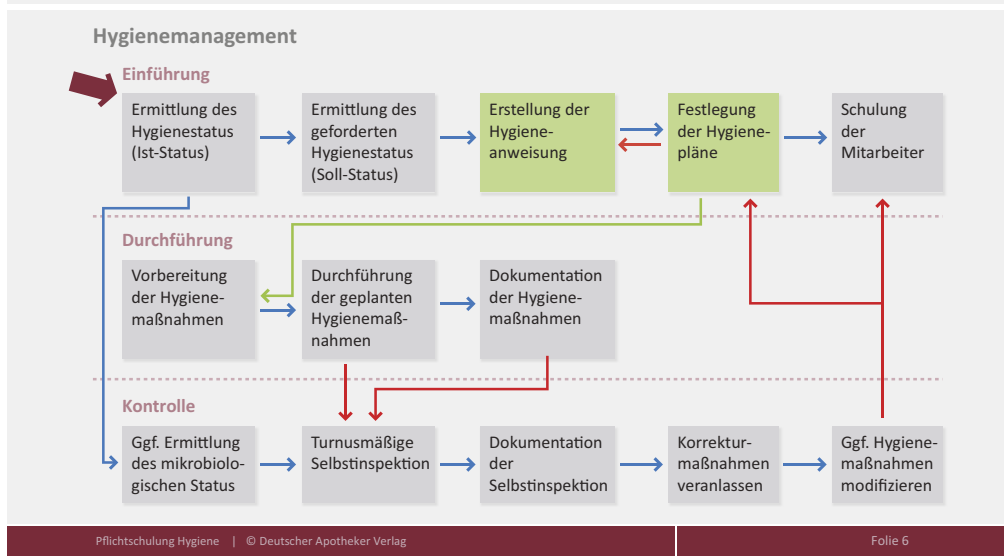 Hygienemanagement
Einführung
Ermittlung des
Hygienestatus
(Ist-Status)
Ermittlung des
geforderten
Hygienestatus
(Soll-Status)
Erstellung der
Hygiene-
anweisung
Festlegung
der Hygiene-
pläne
Schulung
der
Mitarbeiter
Durchführung
Vorbereitung
der Hygiene-
maßnahmen
Durchführung
der geplanten
Hygienemaß-
nahmen
Dokumentation
der Hygiene-
maßnahmen
Kontrolle
Ggf. Ermittlung
des mikrobiolo-
gischen Status
Turnusmäßige
Selbstinspektion
Dokumentation
der
Selbstinspektion
Korrektur-
maßnahmen
veranlassen
Ggf. Hygiene-
maßnahmen
modifizieren
Pflichtschulung Hygiene | © Deutscher Apotheker Verlag
Folie 6